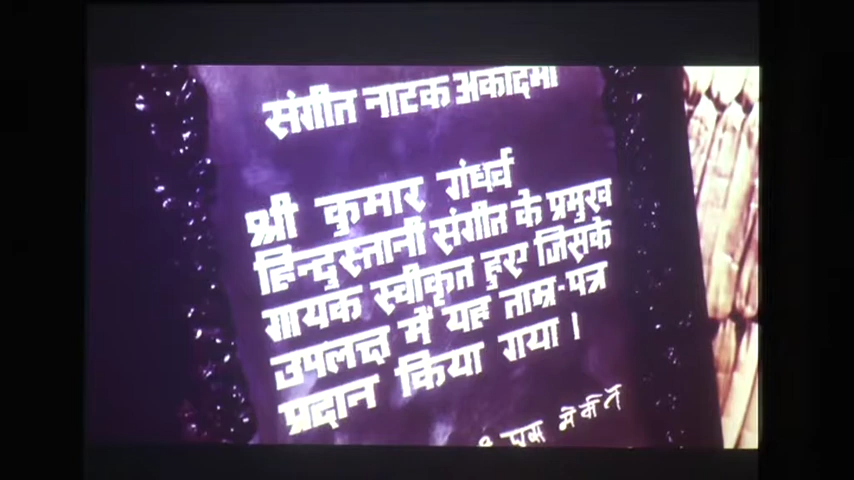 संगीत नाटक अकादमी
श्री कुमार गंधर्व
हिन्दुस्तानी संगीत के प्रमुख
गायक स्वीकृत हुए जिसके
उपलक्ष में यह ताम्र-पत्र
प्रदान किया गया।